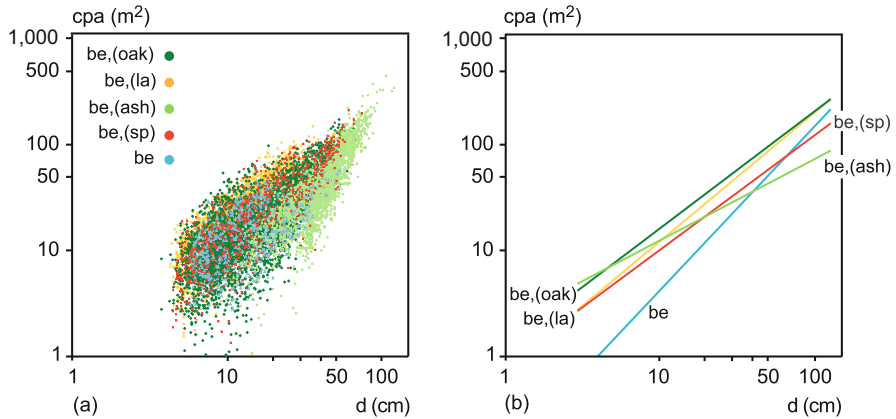 cpa (m²)
1,000
500
100
50
10
1
be,(oak)
be,(la)
be,(ash)
be,(sp)
be
1
10
50
100
(a)
d (cm)
cpa (m²)
1,000
500
100
50
10
1
be,(sp)
be,(ash)
be,(oak)
be,(la)
be
1
10
50
100
(b)
d (cm)